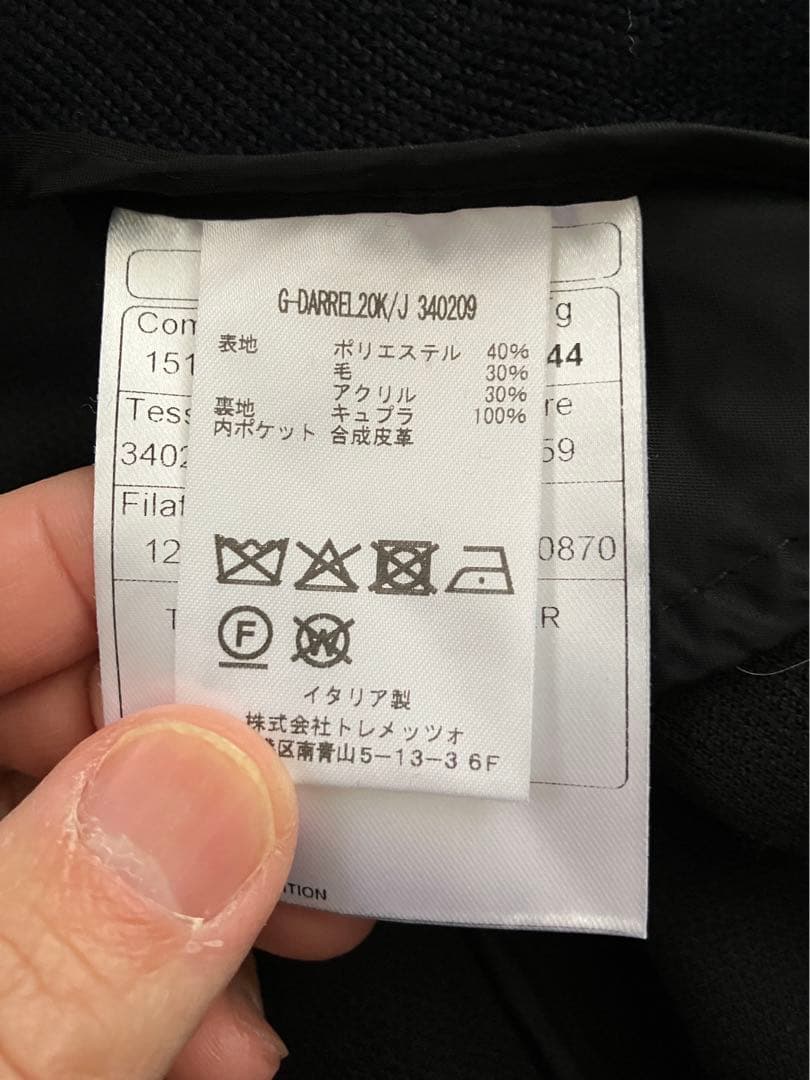 G-DARREL20K/J 340209
表地 ポリエステル 40%
毛 30%
アクリル 30%
裏地 キュプラ 100%
内ポケット 合成皮革
F
W
イタリア製
株式会社トレメッツォ
港区南青山5-13-3 6F
Com
151
44
Tess
3402
59
Filat
12
0870
R